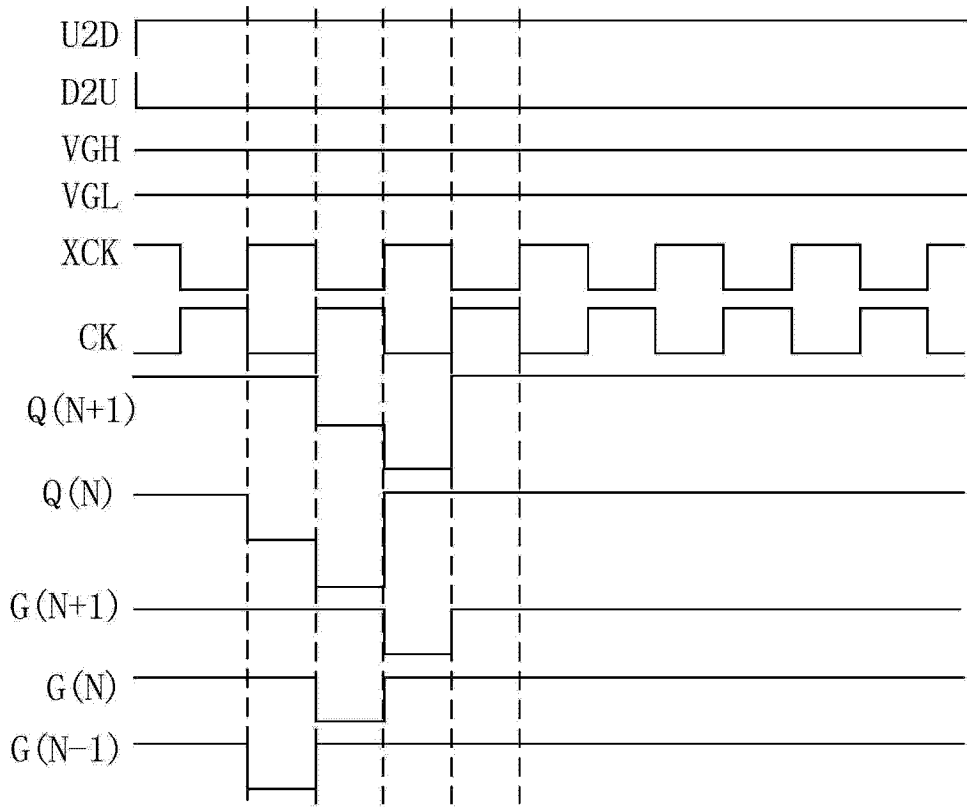 U2D
D2U
VGH
VGL
XCK
CK
Q(N+1)
Q(N)
G(N+1)
G(N)
G(N-1)